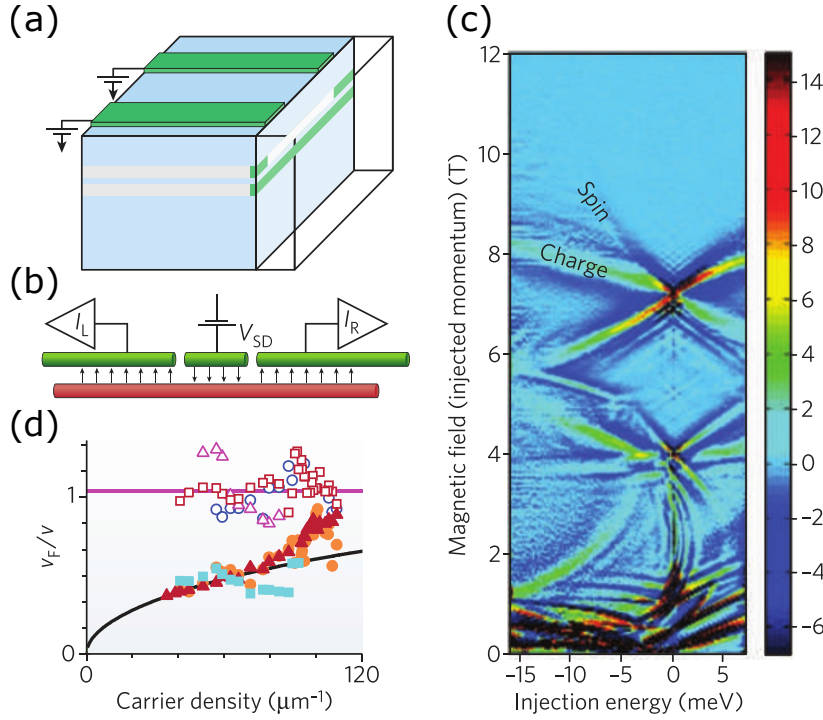 (a)
(b)
I_L
V_SD
I_R
(c)
12
10
8
6
4
2
0
Magnetic field (injected momentum) (T)
Spin
Charge
-15
-10
-5
0
5
Injection energy (meV)
14
12
10
8
6
4
2
0
-2
-4
-6
(d)
1
0
v_F/v
0
120
Carrier density (μm⁻¹)